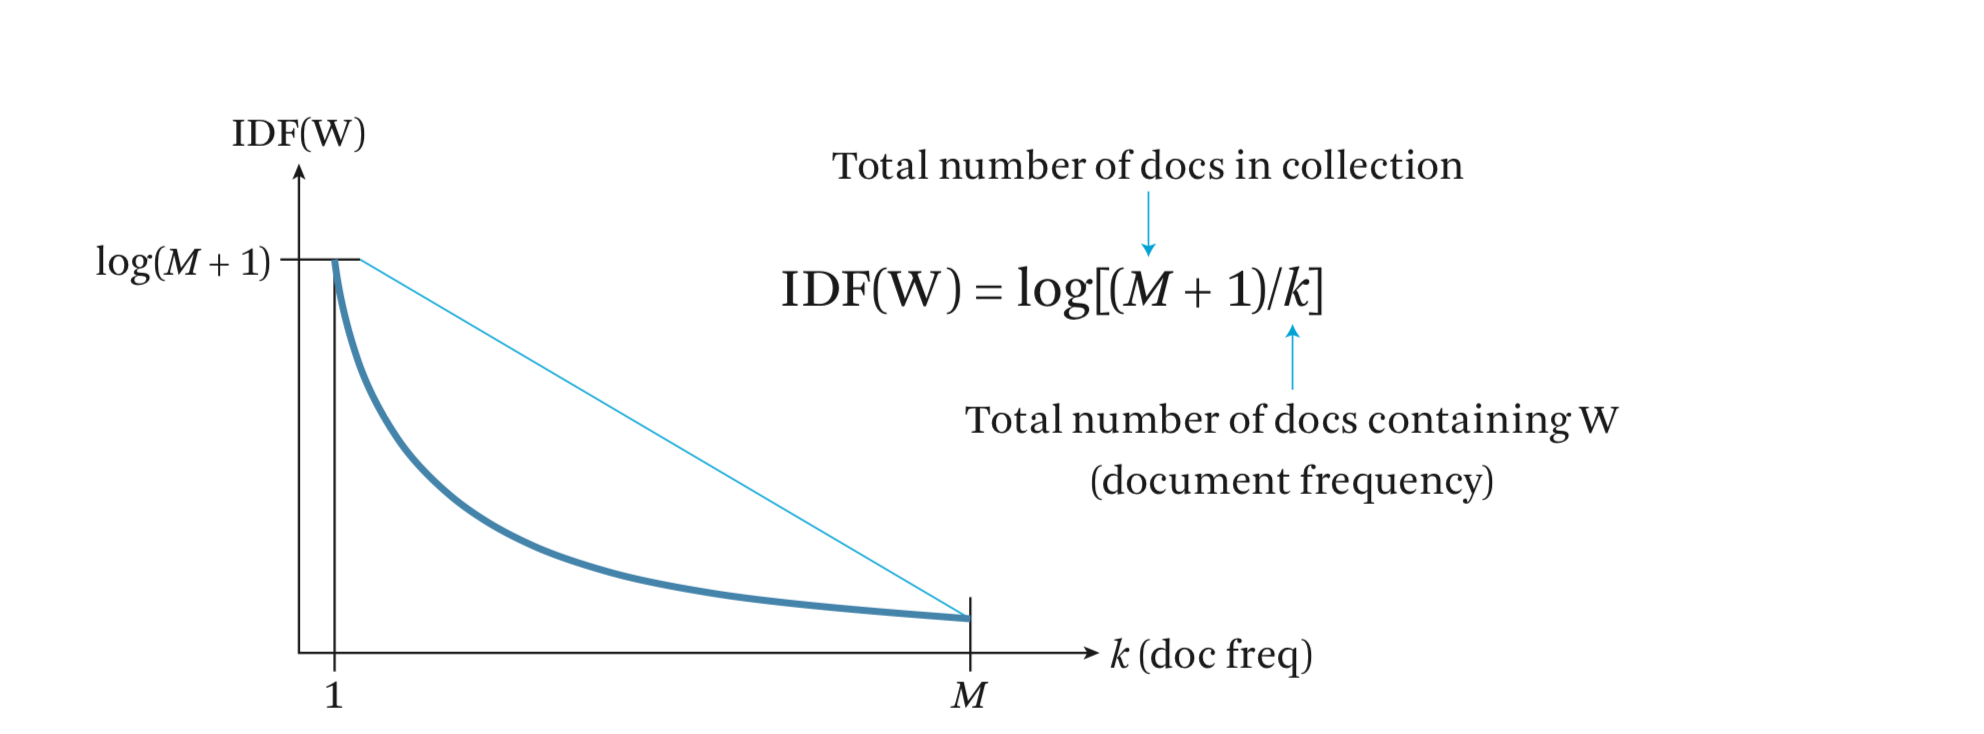 IDF(W)
Total number of docs in collection
log(M + 1)
IDF(W) = log[(M + 1)/k]
Total number of docs containing W
(document frequency)
k (doc freq)
1
M